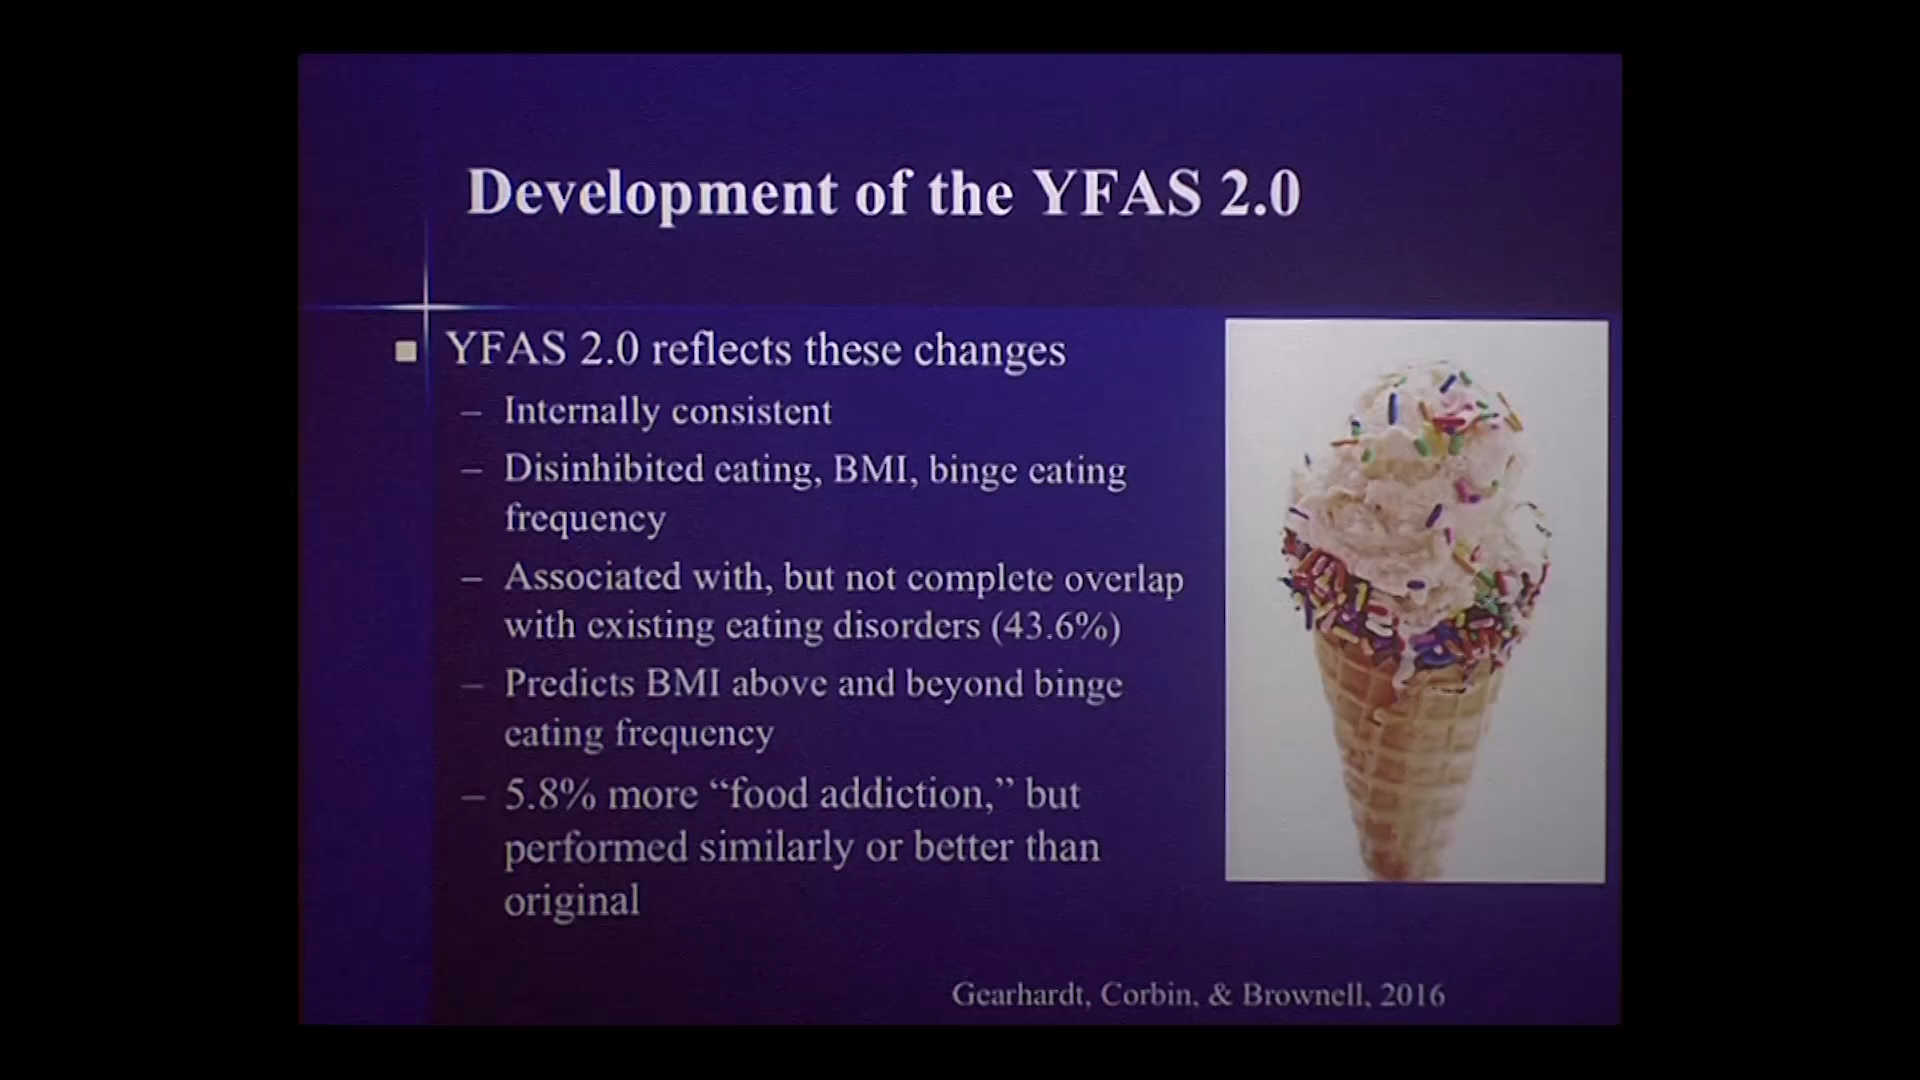 Development of the YFAS 2.0
YFAS 2.0 reflects these changes
– Internally consistent
– Disinhibited eating, BMI, binge eating
frequency
– Associated with, but not complete overlap
with existing eating disorders (43.6%)
– Predicts BMI above and beyond binge
eating frequency
– 5.8% more “food addiction,” but
performed similarly or better than
original
Gearhardt, Corbin, & Brownell, 2016